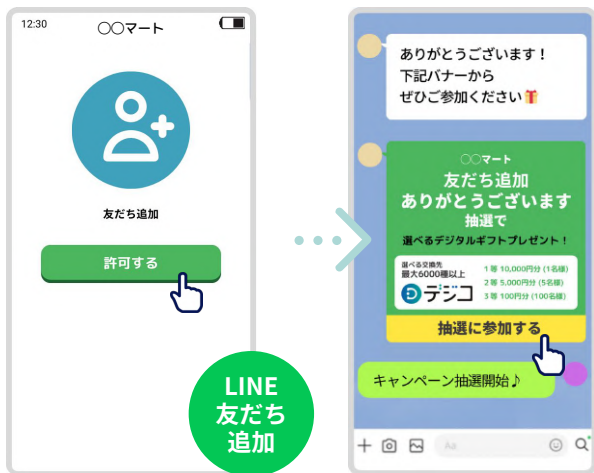 12:30
○○マート
友だち追加
許可する
LINE
友だち
追加
ありがとうございます！
下記バナーから
ぜひご参加ください
○○マート
友だち追加
ありがとうございます
抽選で
選べるデジタルギフトプレゼント！
選べる交換先
最大6000種以上
デジコ
1等 10,000円分 (1名様)
2等 5,000円分 (5名様)
3等 100円分 (100名様)
抽選に参加する
キャンペーン抽選開始♪
Aa